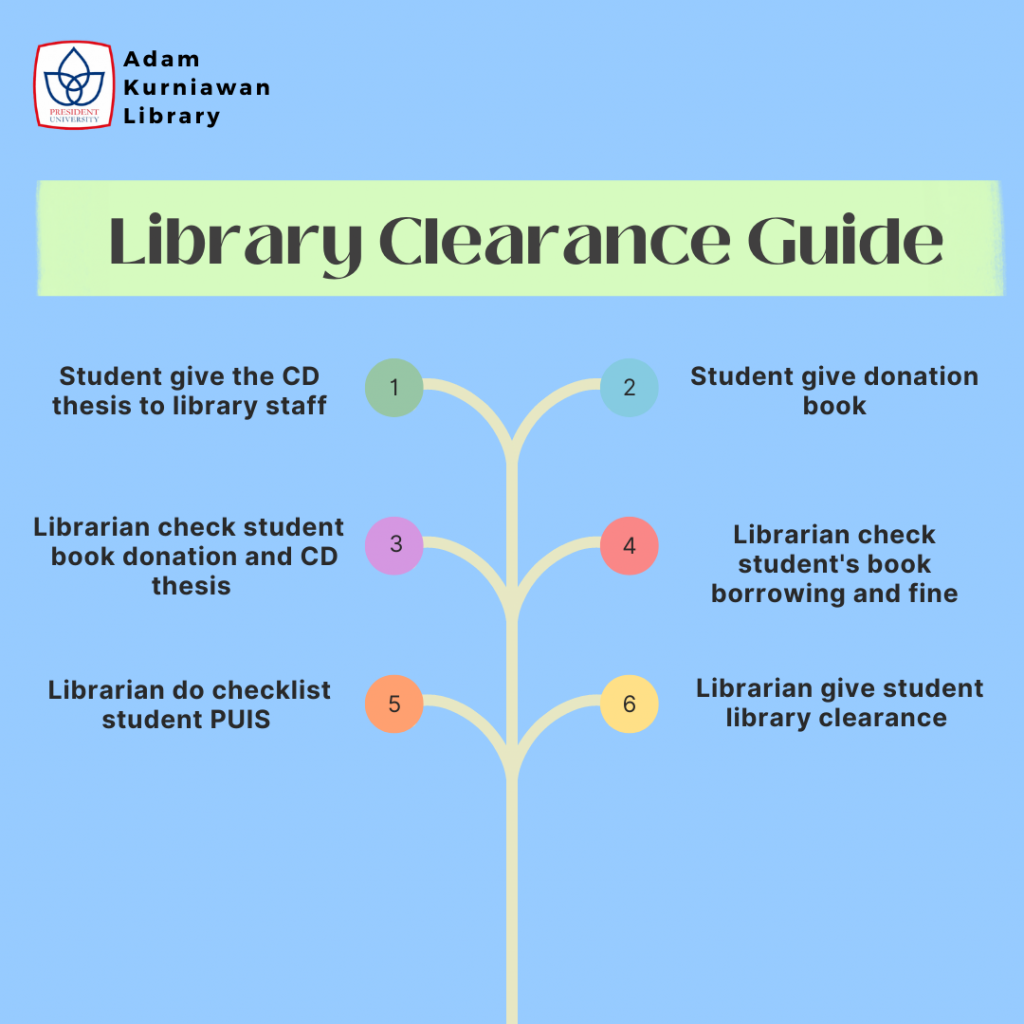 Adam
Kurniawan
Library
PRESIDENT
UNIVERSITY
Library Clearance Guide
Student give the CD
thesis to library staff
1
2
Student give donation
book
Librarian check student
book donation and CD
thesis
3
4
Librarian check
student's book
borrowing and fine
Librarian do checklist
student PUIS
5
6
Librarian give student
library clearance